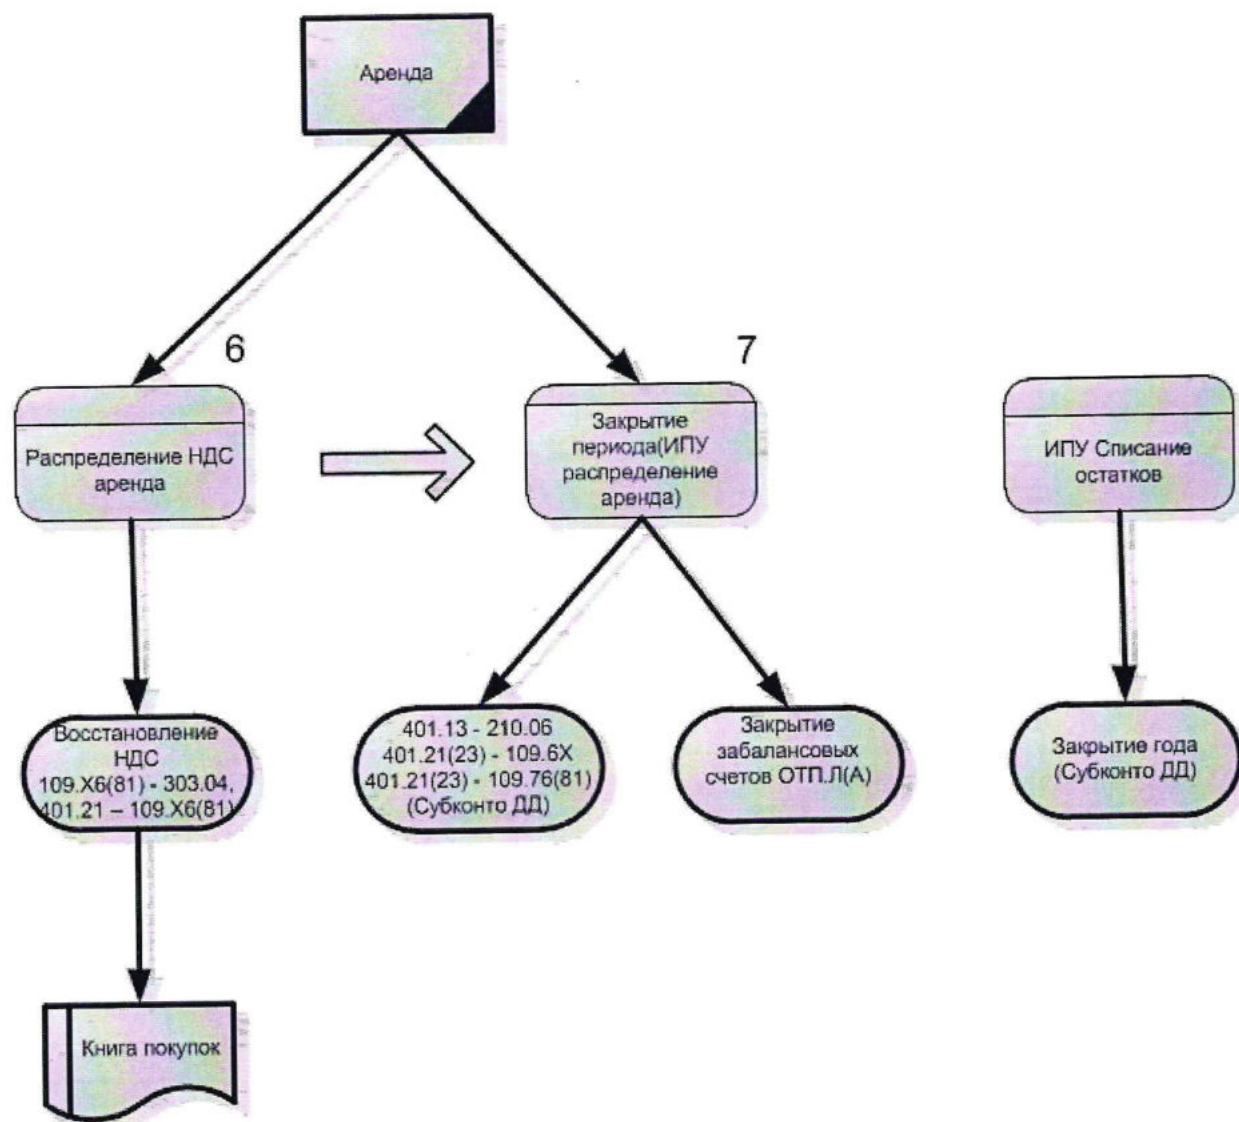 Аренда
6
7
Распределение НДС
аренда
Закрытие
периода(ИПУ
распределение
аренда)
ИПУ Списание
остатков
Восстановление
НДС
109.Х6(81) - 303.04,
401.21 – 109.Х6(81)
401.13 - 210.06
401.21(23) - 109.6Х
401.21(23) - 109.76(81)
(Субконто ДД)
Закрытие
забалансовых
счетов ОТП.Л(А)
Закрытие года
(Субконто ДД)
Книга покупок